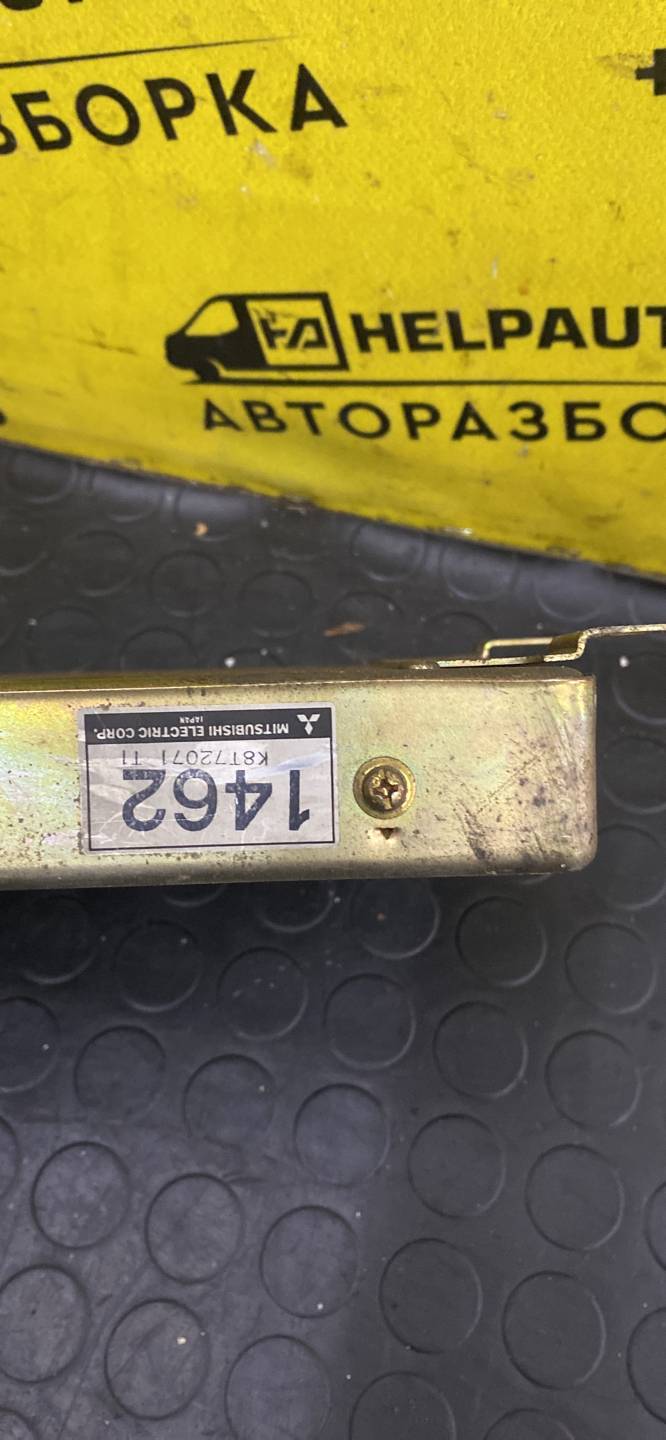 ЗБОРКА
HELPAUT
АВТОРАЗБО
MITSUBISHI ELECTRIC CORP.
JAPAN
K8T72071 T1
1462